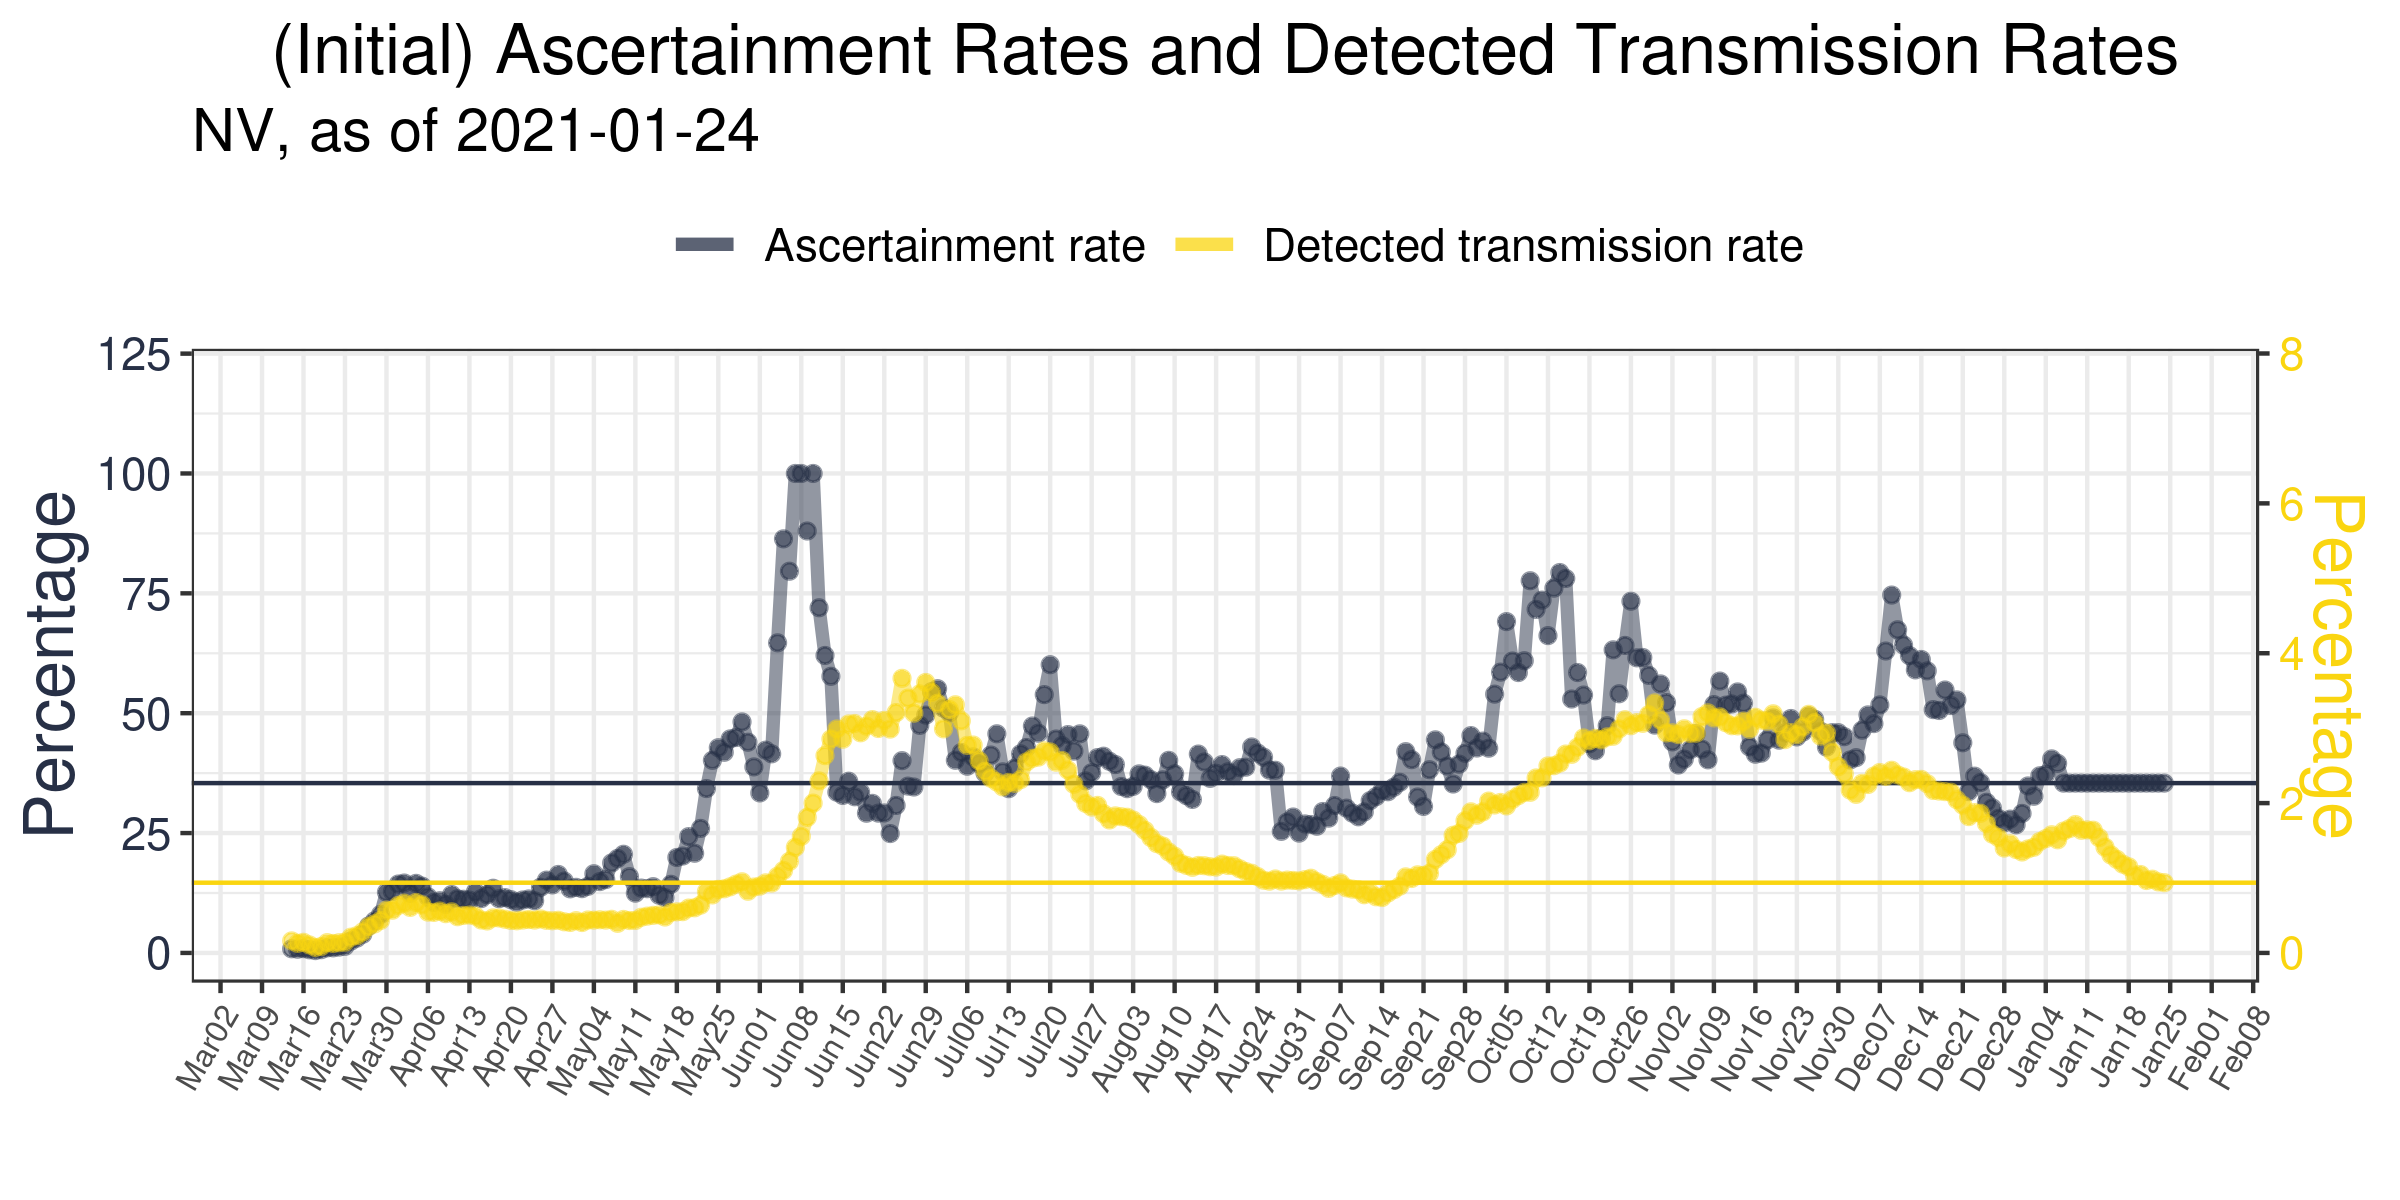 (Initial) Ascertainment Rates and Detected Transmission Rates
NV, as of 2021-01-24
Ascertainment rate
Detected transmission rate
Percentage
125
100
75
50
25
0
8
6
4
2
0
Percentage
Mar02
Mar09
Mar16
Mar23
Mar30
Apr06
Apr13
Apr20
Apr27
May04
May11
May18
May25
Jun01
Jun08
Jun15
Jun22
Jun29
Jul06
Jul13
Jul20
Jul27
Aug03
Aug10
Aug17
Aug24
Aug31
Sep07
Sep14
Sep21
Sep28
Oct05
Oct12
Oct19
Oct26
Nov02
Nov09
Nov16
Nov23
Nov30
Dec07
Dec14
Dec21
Dec28
Jan04
Jan11
Jan18
Jan25
Feb01
Feb08